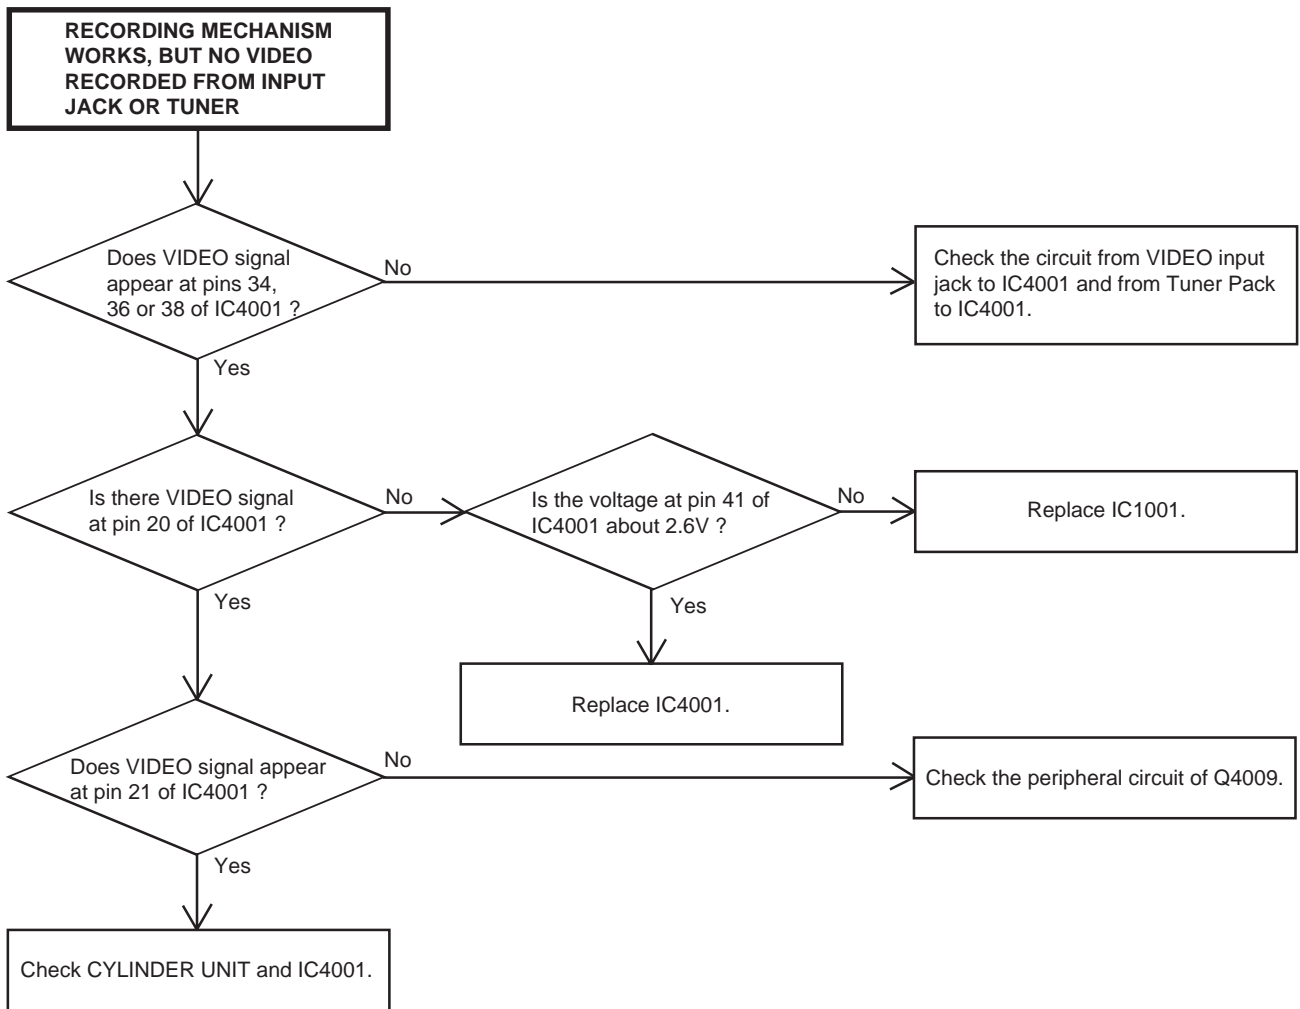 RECORDING MECHANISM
WORKS, BUT NO VIDEO
RECORDED FROM INPUT
JACK OR TUNER
Does VIDEO signal
appear at pins 34,
36 or 38 of IC4001 ?
No
Check the circuit from VIDEO input
jack to IC4001 and from Tuner Pack
to IC4001.
Yes
Is there VIDEO signal
at pin 20 of IC4001 ?
No
Is the voltage at pin 41 of
IC4001 about 2.6V ?
No
Replace IC1001.
Yes
Yes
Replace IC4001.
Does VIDEO signal appear
at pin 21 of IC4001 ?
No
Check the peripheral circuit of Q4009.
Yes
Check CYLINDER UNIT and IC4001.